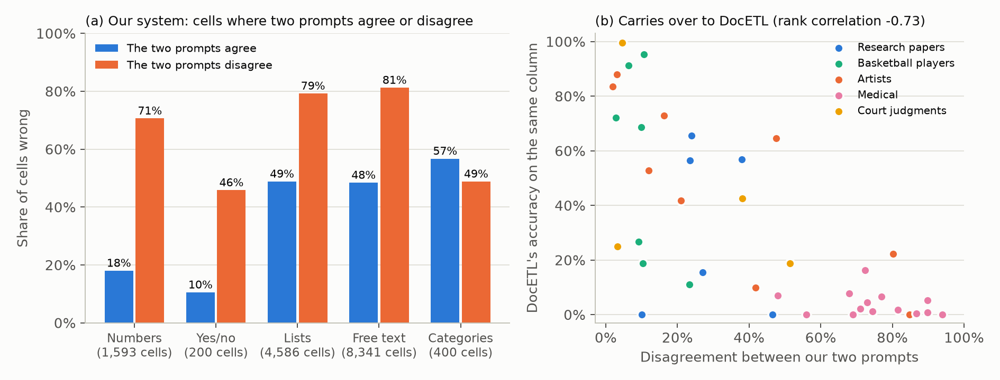 (a) Our system: cells where two prompts agree or disagree
100%
80%
60%
40%
20%
0%
Share of cells wrong
The two prompts agree
The two prompts disagree
18%
71%
10%
46%
49%
79%
48%
81%
57%
49%
Numbers
(1,593 cells)
Yes/no
(200 cells)
Lists
(4,586 cells)
Free text
(8,341 cells)
Categories
(400 cells)
(b) Carries over to DocETL (rank correlation -0.73)
100%
80%
60%
40%
20%
0%
DocETL's accuracy on the same column
Research papers
Basketball players
Artists
Medical
Court judgments
0%
20%
40%
60%
80%
100%
Disagreement between our two prompts